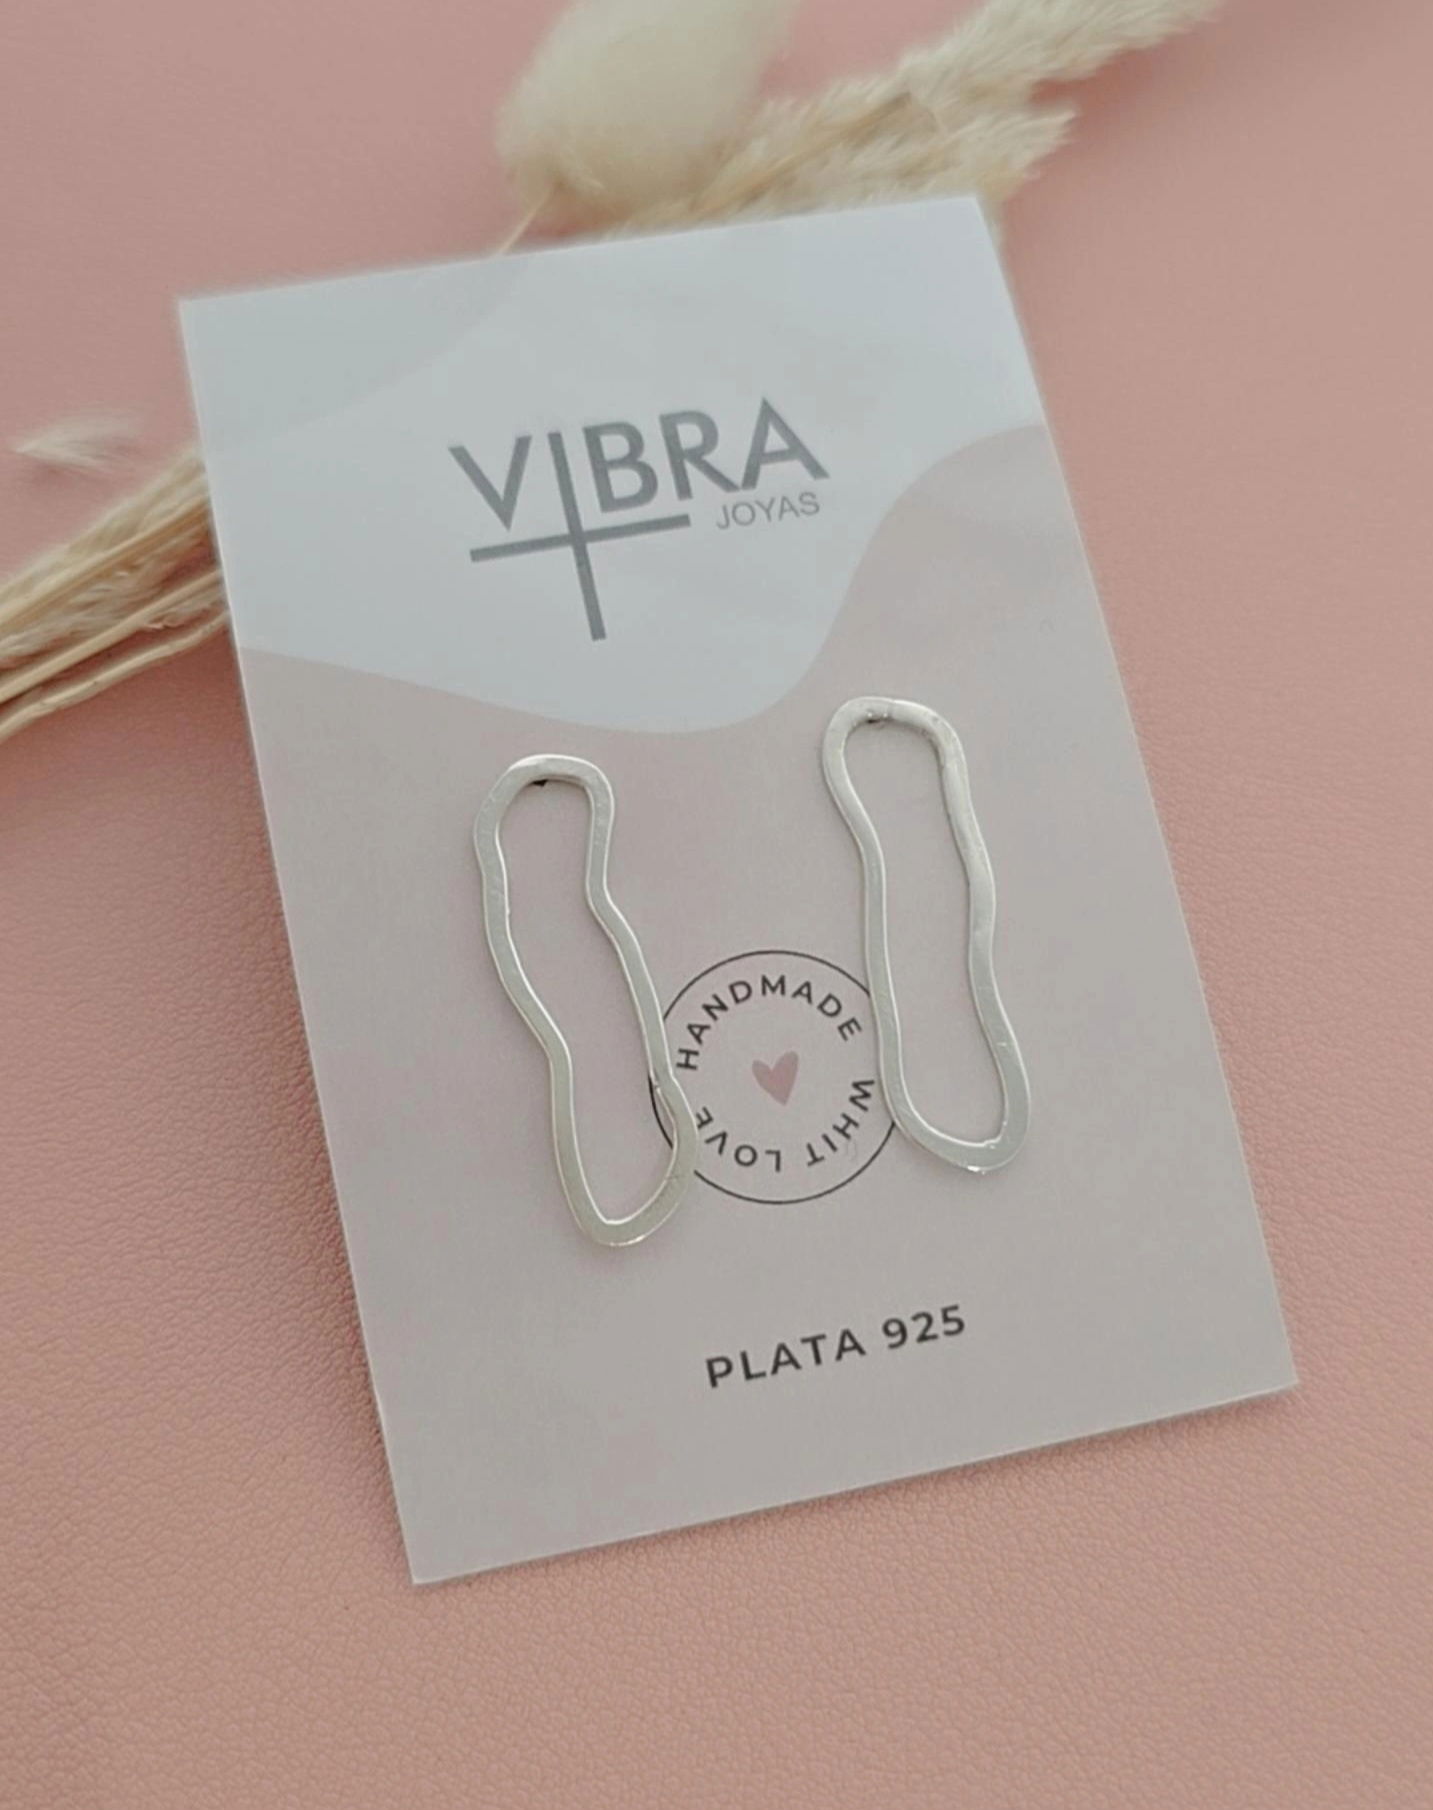 VIBRA
JOYAS
HANDMADE WHIT LOVE
PLATA 925